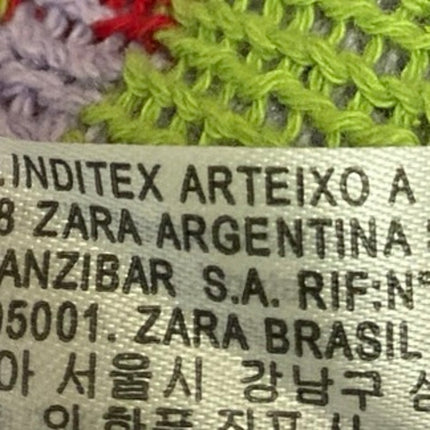 .INDITEX ARTEIXO A
8 ZARA ARGENTINA
ANZIBAR S.A. RIF:N°
05001. ZARA BRASIL
아 서울시 강남구